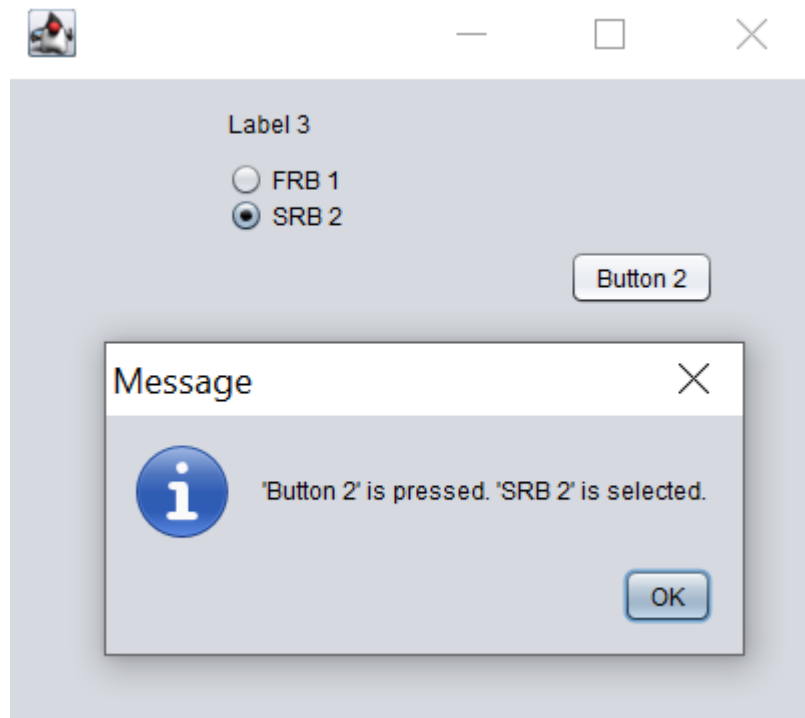 Label 3
FRB 1
SRB 2
Button 2
Message
'Button 2' is pressed. 'SRB 2' is selected.
OK